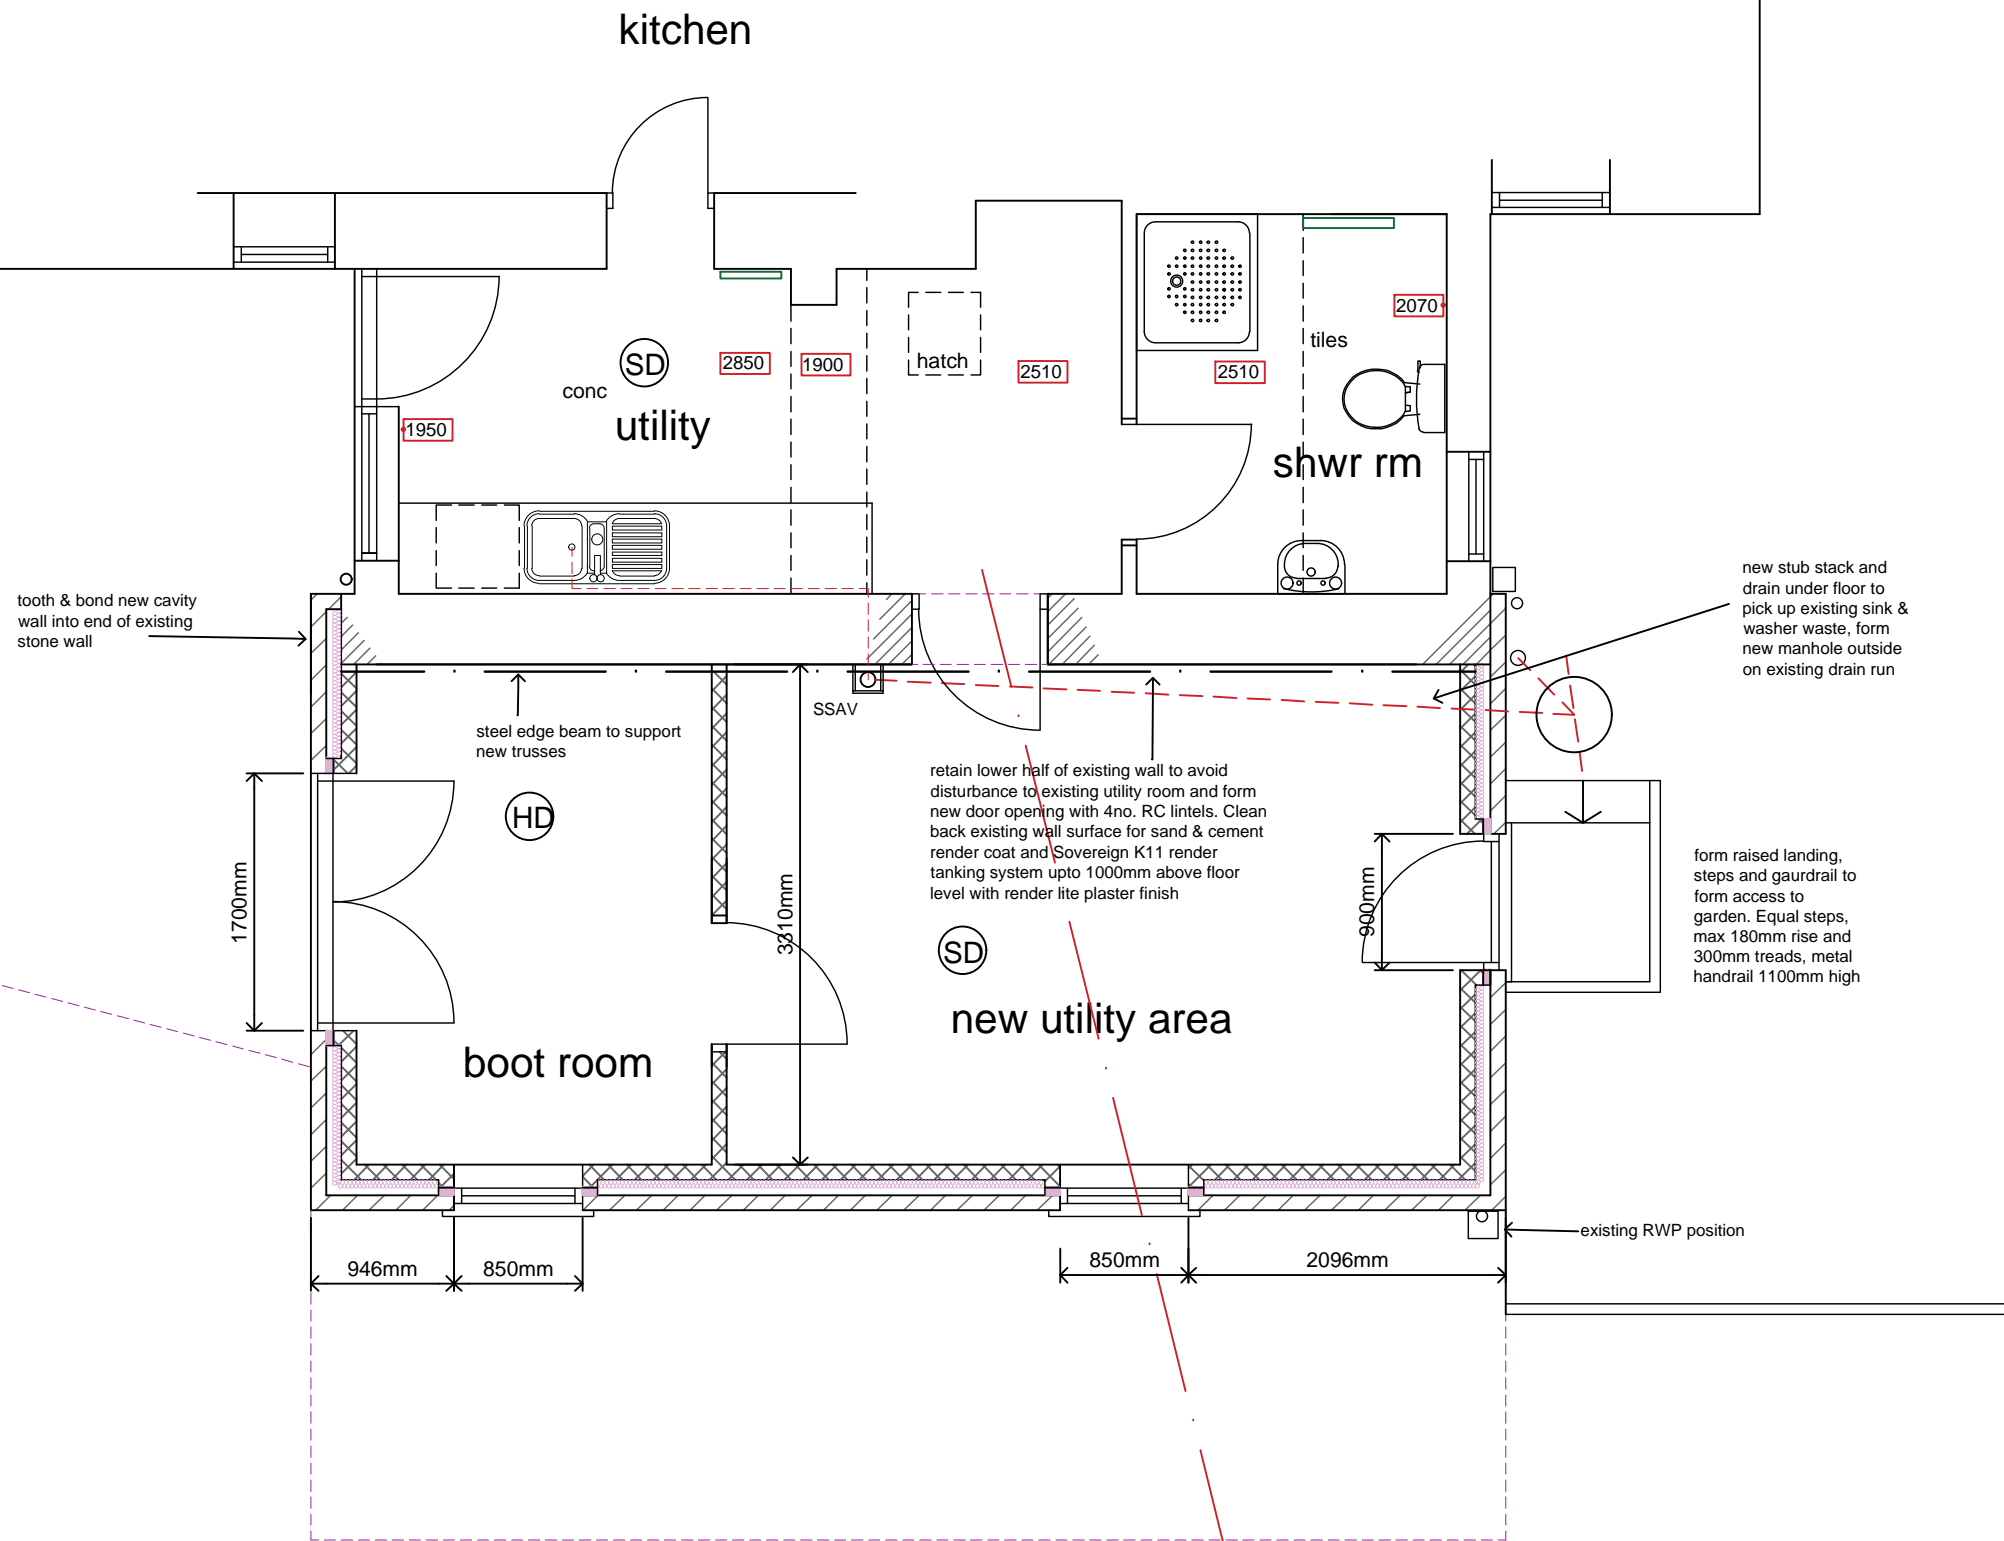 kitchen
2070
tiles
SD
2850
1900
hatch
2510
2510
conc
utility
1950
shwr rm
new stub stack and
drain under floor to
pick up existing sink &
washer waste, form
new manhole outside
on existing drain run
tooth & bond new cavity
wall into end of existing
stone wall
SSAV
steel edge beam to support
new trusses
retain lower half of existing wall to avoid
disturbance to existing utility room and form
new door opening with 4no. RC lintels. Clean
back existing wall surface for sand & cement
render coat and Sovereign K11 render
tanking system upto 1000mm above floor
level with render lite plaster finish
HD
form raised landing,
steps and gaurdrail to
form access to
garden. Equal steps,
max 180mm rise and
300mm treads, metal
handrail 1100mm high
1700mm
3310mm
900mm
SD
new utility area
boot room
existing RWP position
946mm
850mm
850mm
2096mm